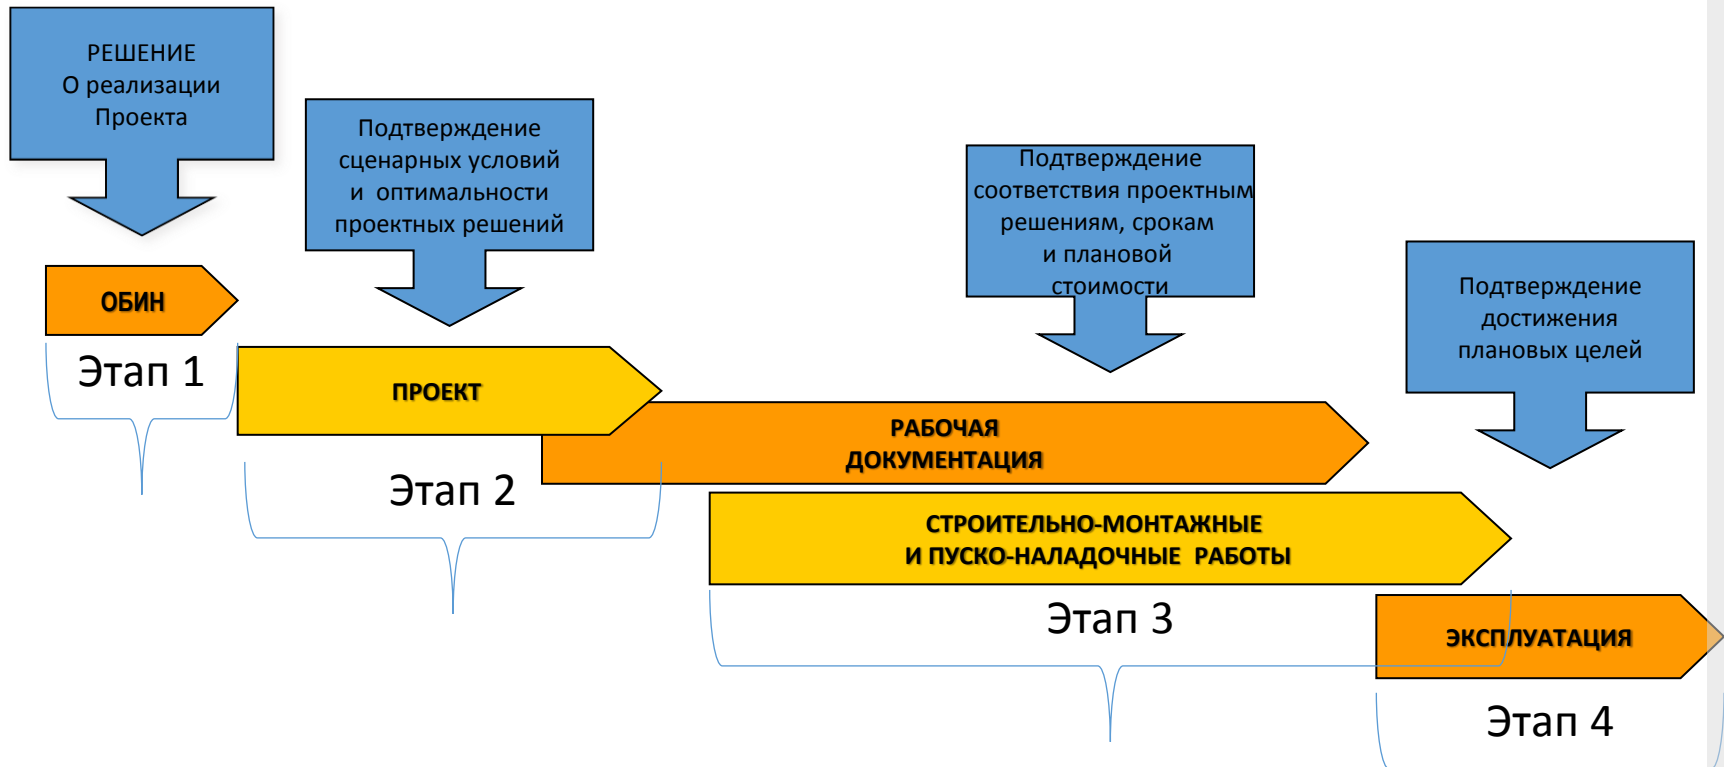 РЕШЕНИЕ
О реализации
Проекта
Подтверждение
сценарных условий
и оптимальности
проектных решений
Подтверждение
соответствия проектным
решениям, срокам
и плановой
стоимости
Подтверждение
достижения
плановых целей
ОБИН
Этап 1
ПРОЕКТ
РАБОЧАЯ
ДОКУМЕНТАЦИЯ
Этап 2
СТРОИТЕЛЬНО-МОНТАЖНЫЕ
И ПУСКО-НАЛАДОЧНЫЕ РАБОТЫ
Этап 3
ЭКСПЛУАТАЦИЯ
Этап 4